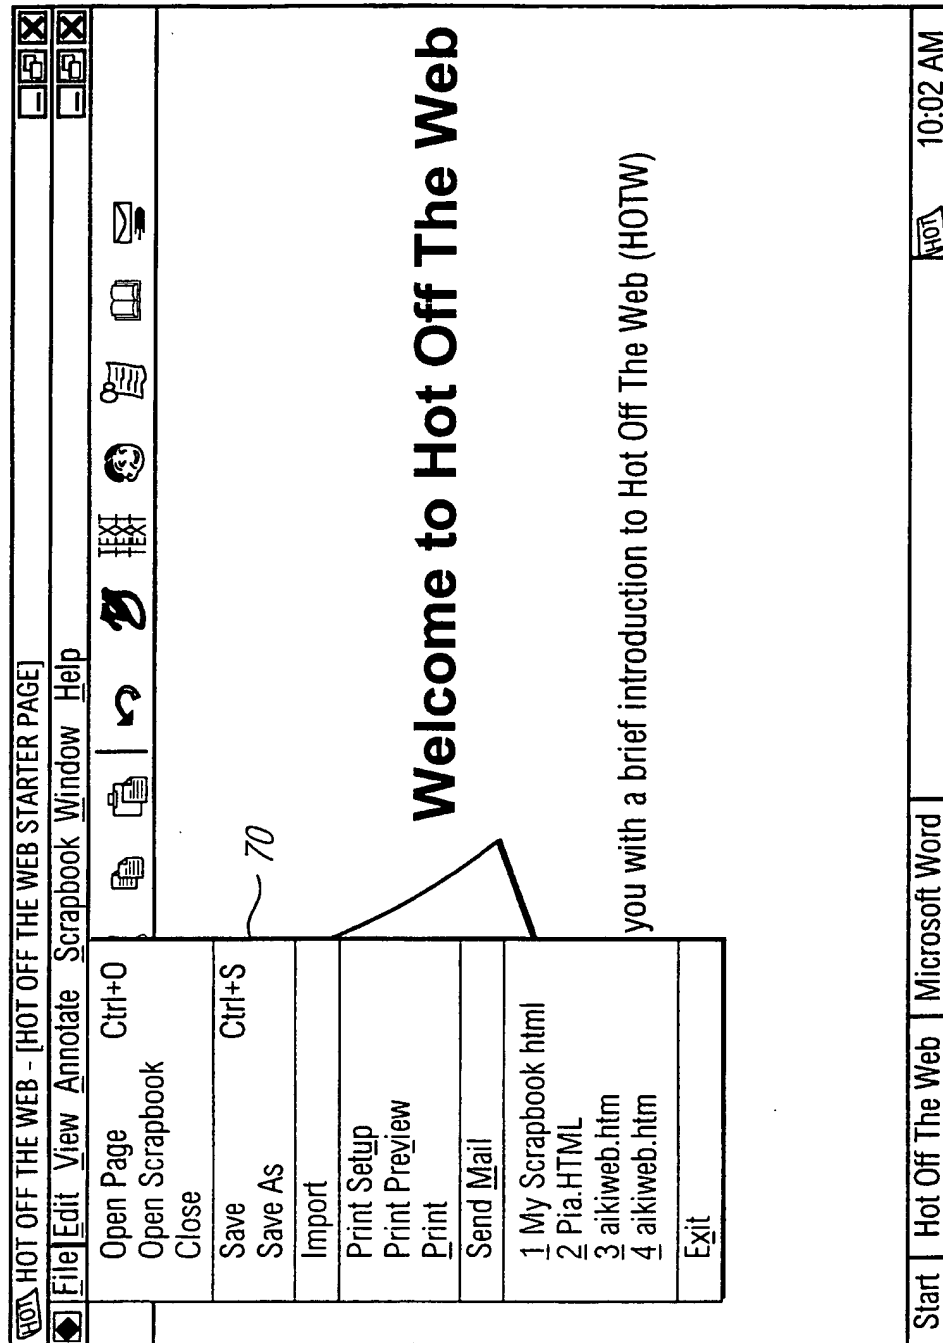 HOT HOT OFF THE WEB - [HOT OFF THE WEB STARTER PAGE]
File Edit View Annotate Scrapbook Window Help
TEXT
TEXT
Open Page Ctrl+O
Open Scrapbook
Close
Save Ctrl+S
Save As
Import
Print Setup
Print Preview
Print
Send Mail
1 My Scrapbook html
2 Pia.HTML
3 aikiweb.htm
4 aikiweb.htm
Exit
70
Welcome to Hot Off The Web
you with a brief introduction to Hot Off The Web (HOTW)
Start Hot Off The Web Microsoft Word HOT 10:02 AM